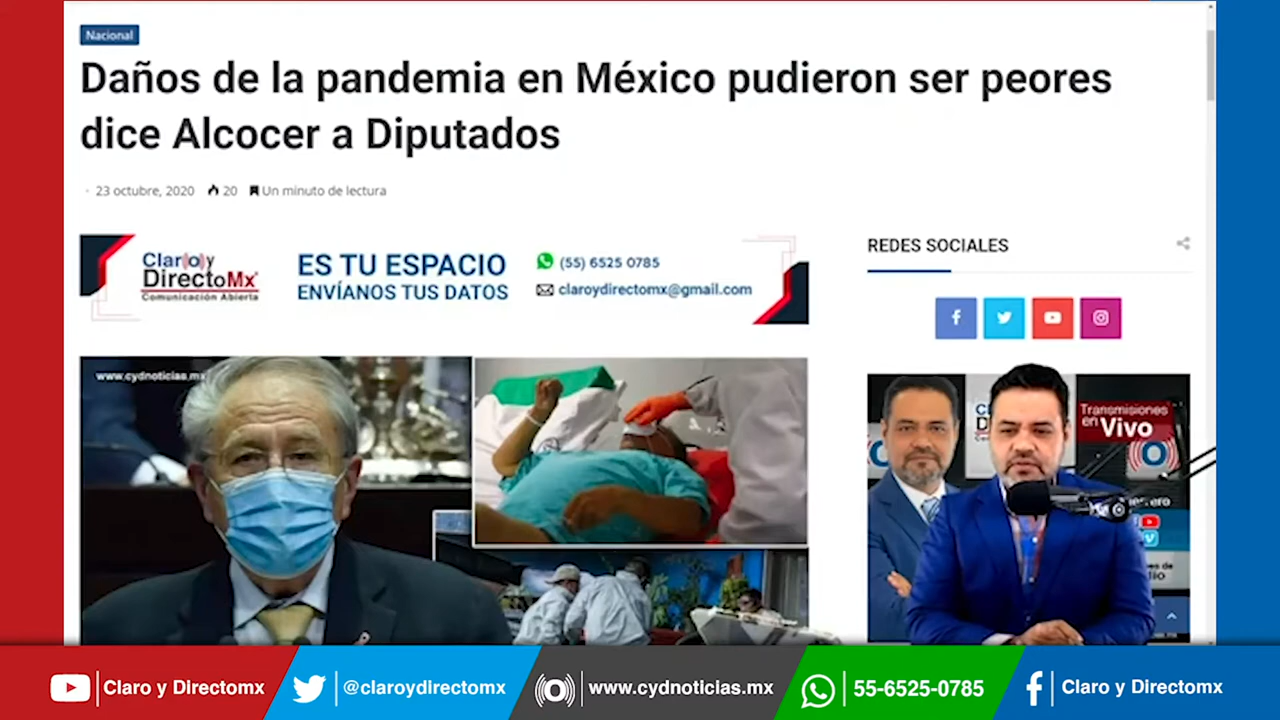 Nacional
Daños de la pandemia en México pudieron ser peores
dice Alcocer a Diputados
23 octubre, 2020 20 Un minuto de lectura
Claro y
DirectoMx
Comunicación Abierta
ES TU ESPACIO
ENVÍANOS TUS DATOS
(55) 6525 0785
claroydirectomx@gmail.com
REDES SOCIALES
www.cydnoticias.mx
Transmisiones
en Vivo
Claro y Directomx
@claroydirectomx
www.cydnoticias.mx
55-6525-0785
Claro y Directomx